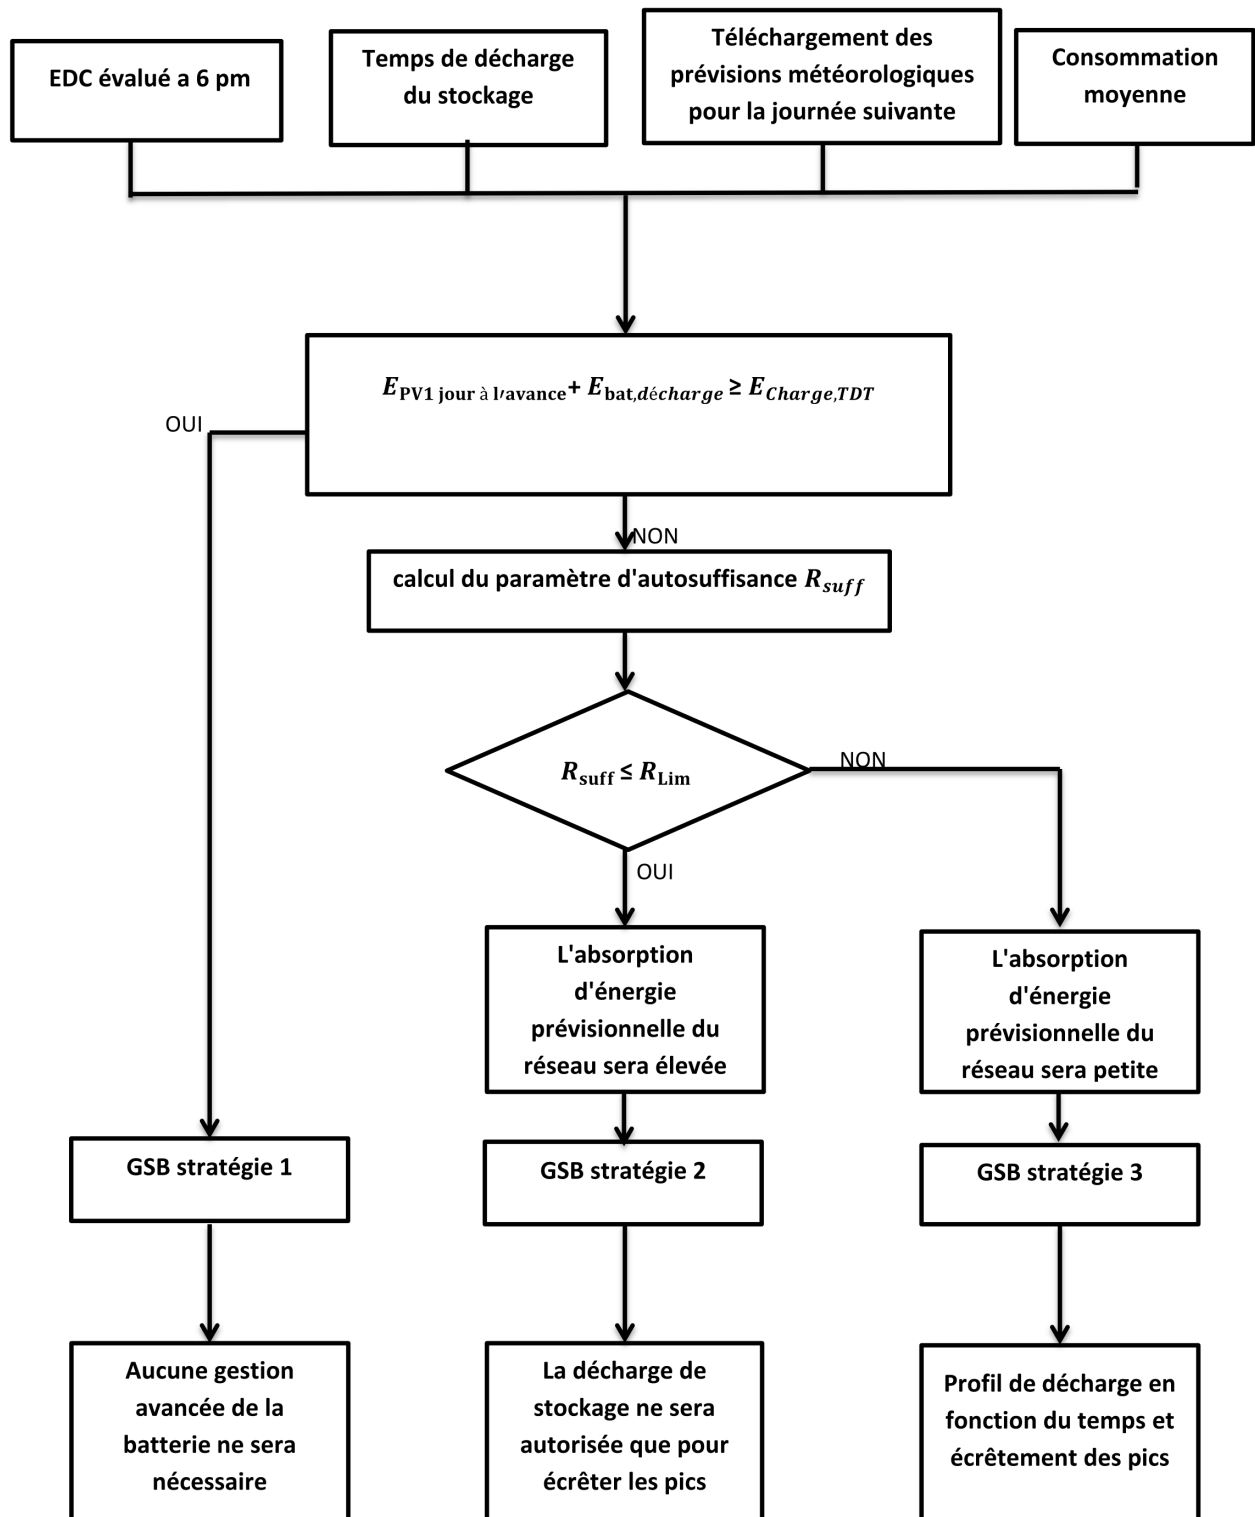 EDC évalué a 6 pm
Temps de décharge
du stockage
Téléchargement des
prévisions météorologiques
pour la journée suivante
Consommation
moyenne
E_PV1 jour à l'avance + E_bat,décharge ≥ E_Charge,TDT
OUI
NON
calcul du paramètre d'autosuffisance R_suff
R_suff ≤ R_Lim
NON
OUI
L'absorption
d'énergie
prévisionnelle du
réseau sera élevée
L'absorption
d'énergie
prévisionnelle du
réseau sera petite
GSB stratégie 1
GSB stratégie 2
GSB stratégie 3
Aucune gestion
avancée de la
batterie ne sera
nécessaire
La décharge de
stockage ne sera
autorisée que pour
écrêter les pics
Profil de décharge en
fonction du temps et
écrêtement des pics